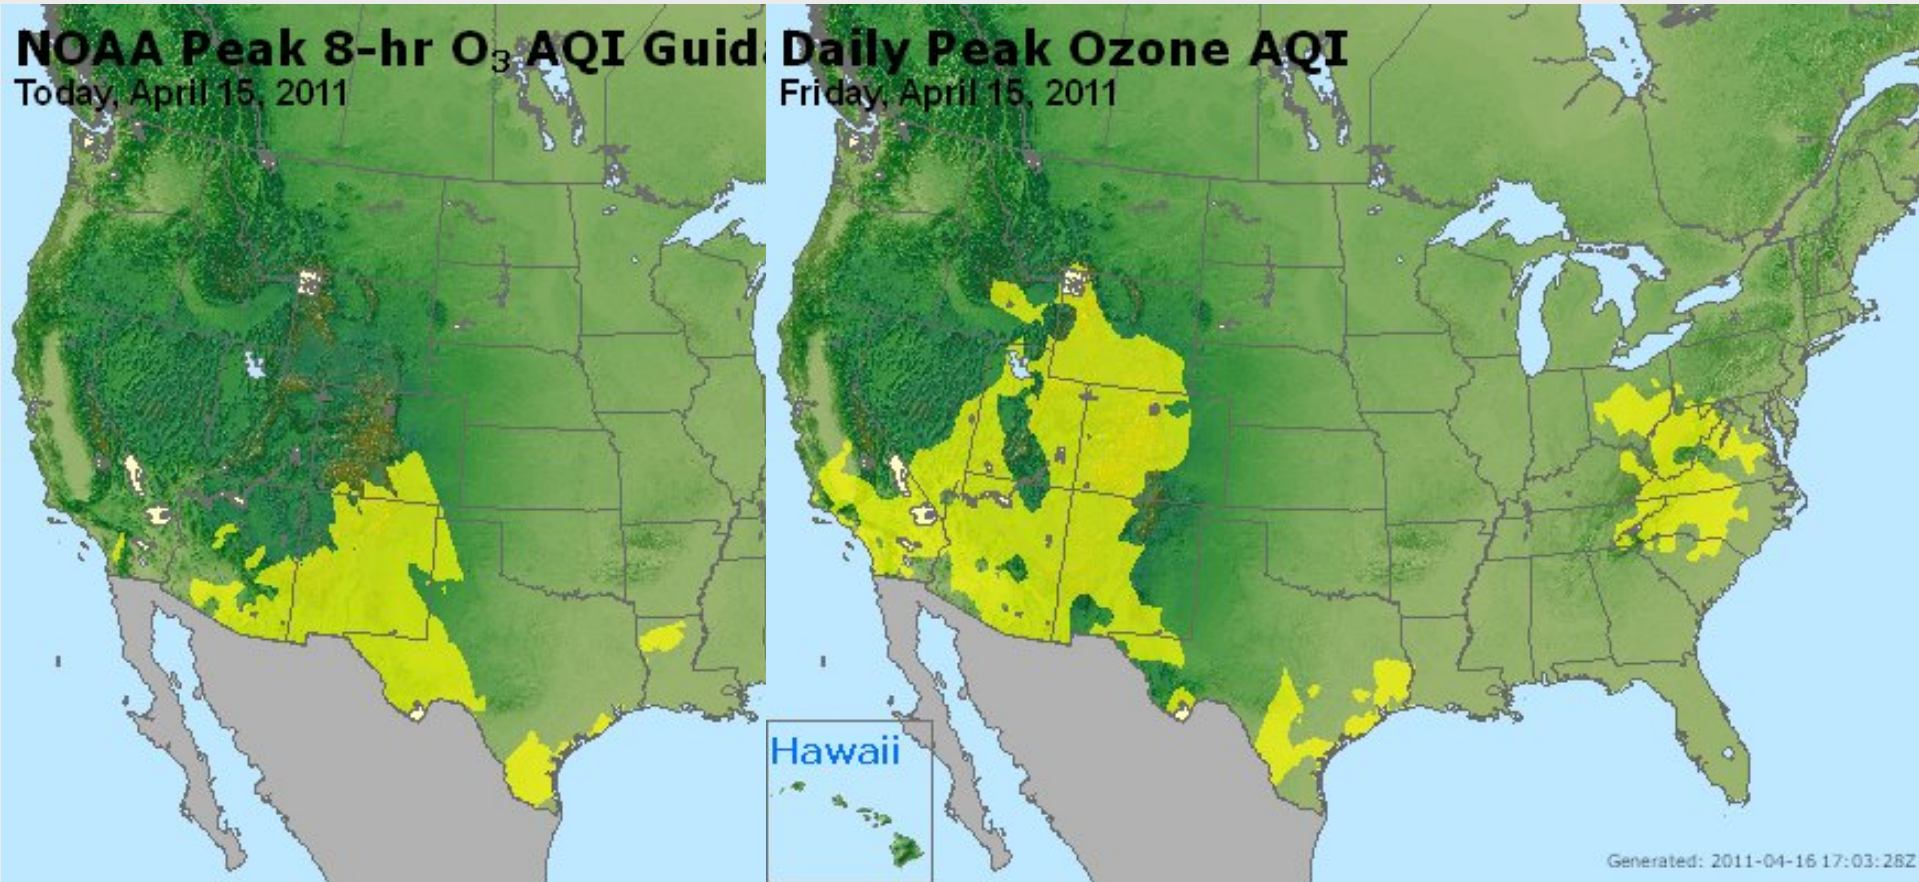 NOAA Peak 8-hr O₃ AQI Guid
Today, April 15, 2011
Daily Peak Ozone AQI
Friday, April 15, 2011
Hawaii
Generated: 2011-04-16 17:03:28Z